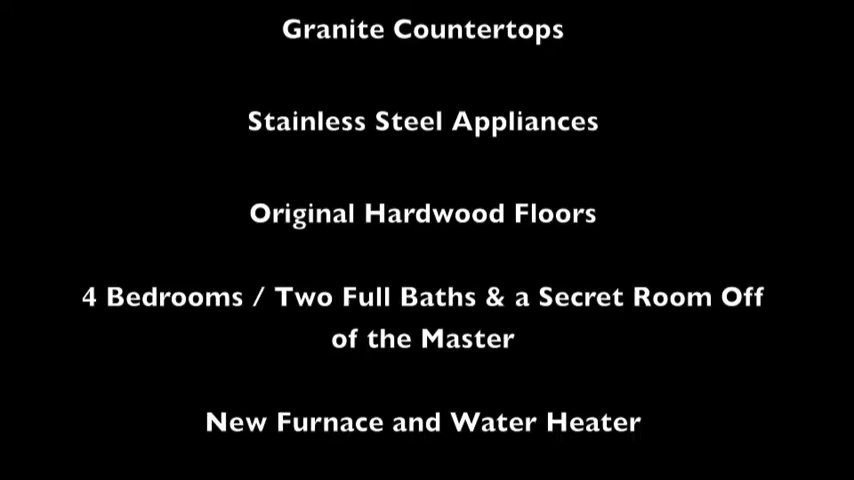 Granite Countertops
Stainless Steel Appliances
Original Hardwood Floors
4 Bedrooms / Two Full Baths & a Secret Room Off
of the Master
New Furnace and Water Heater